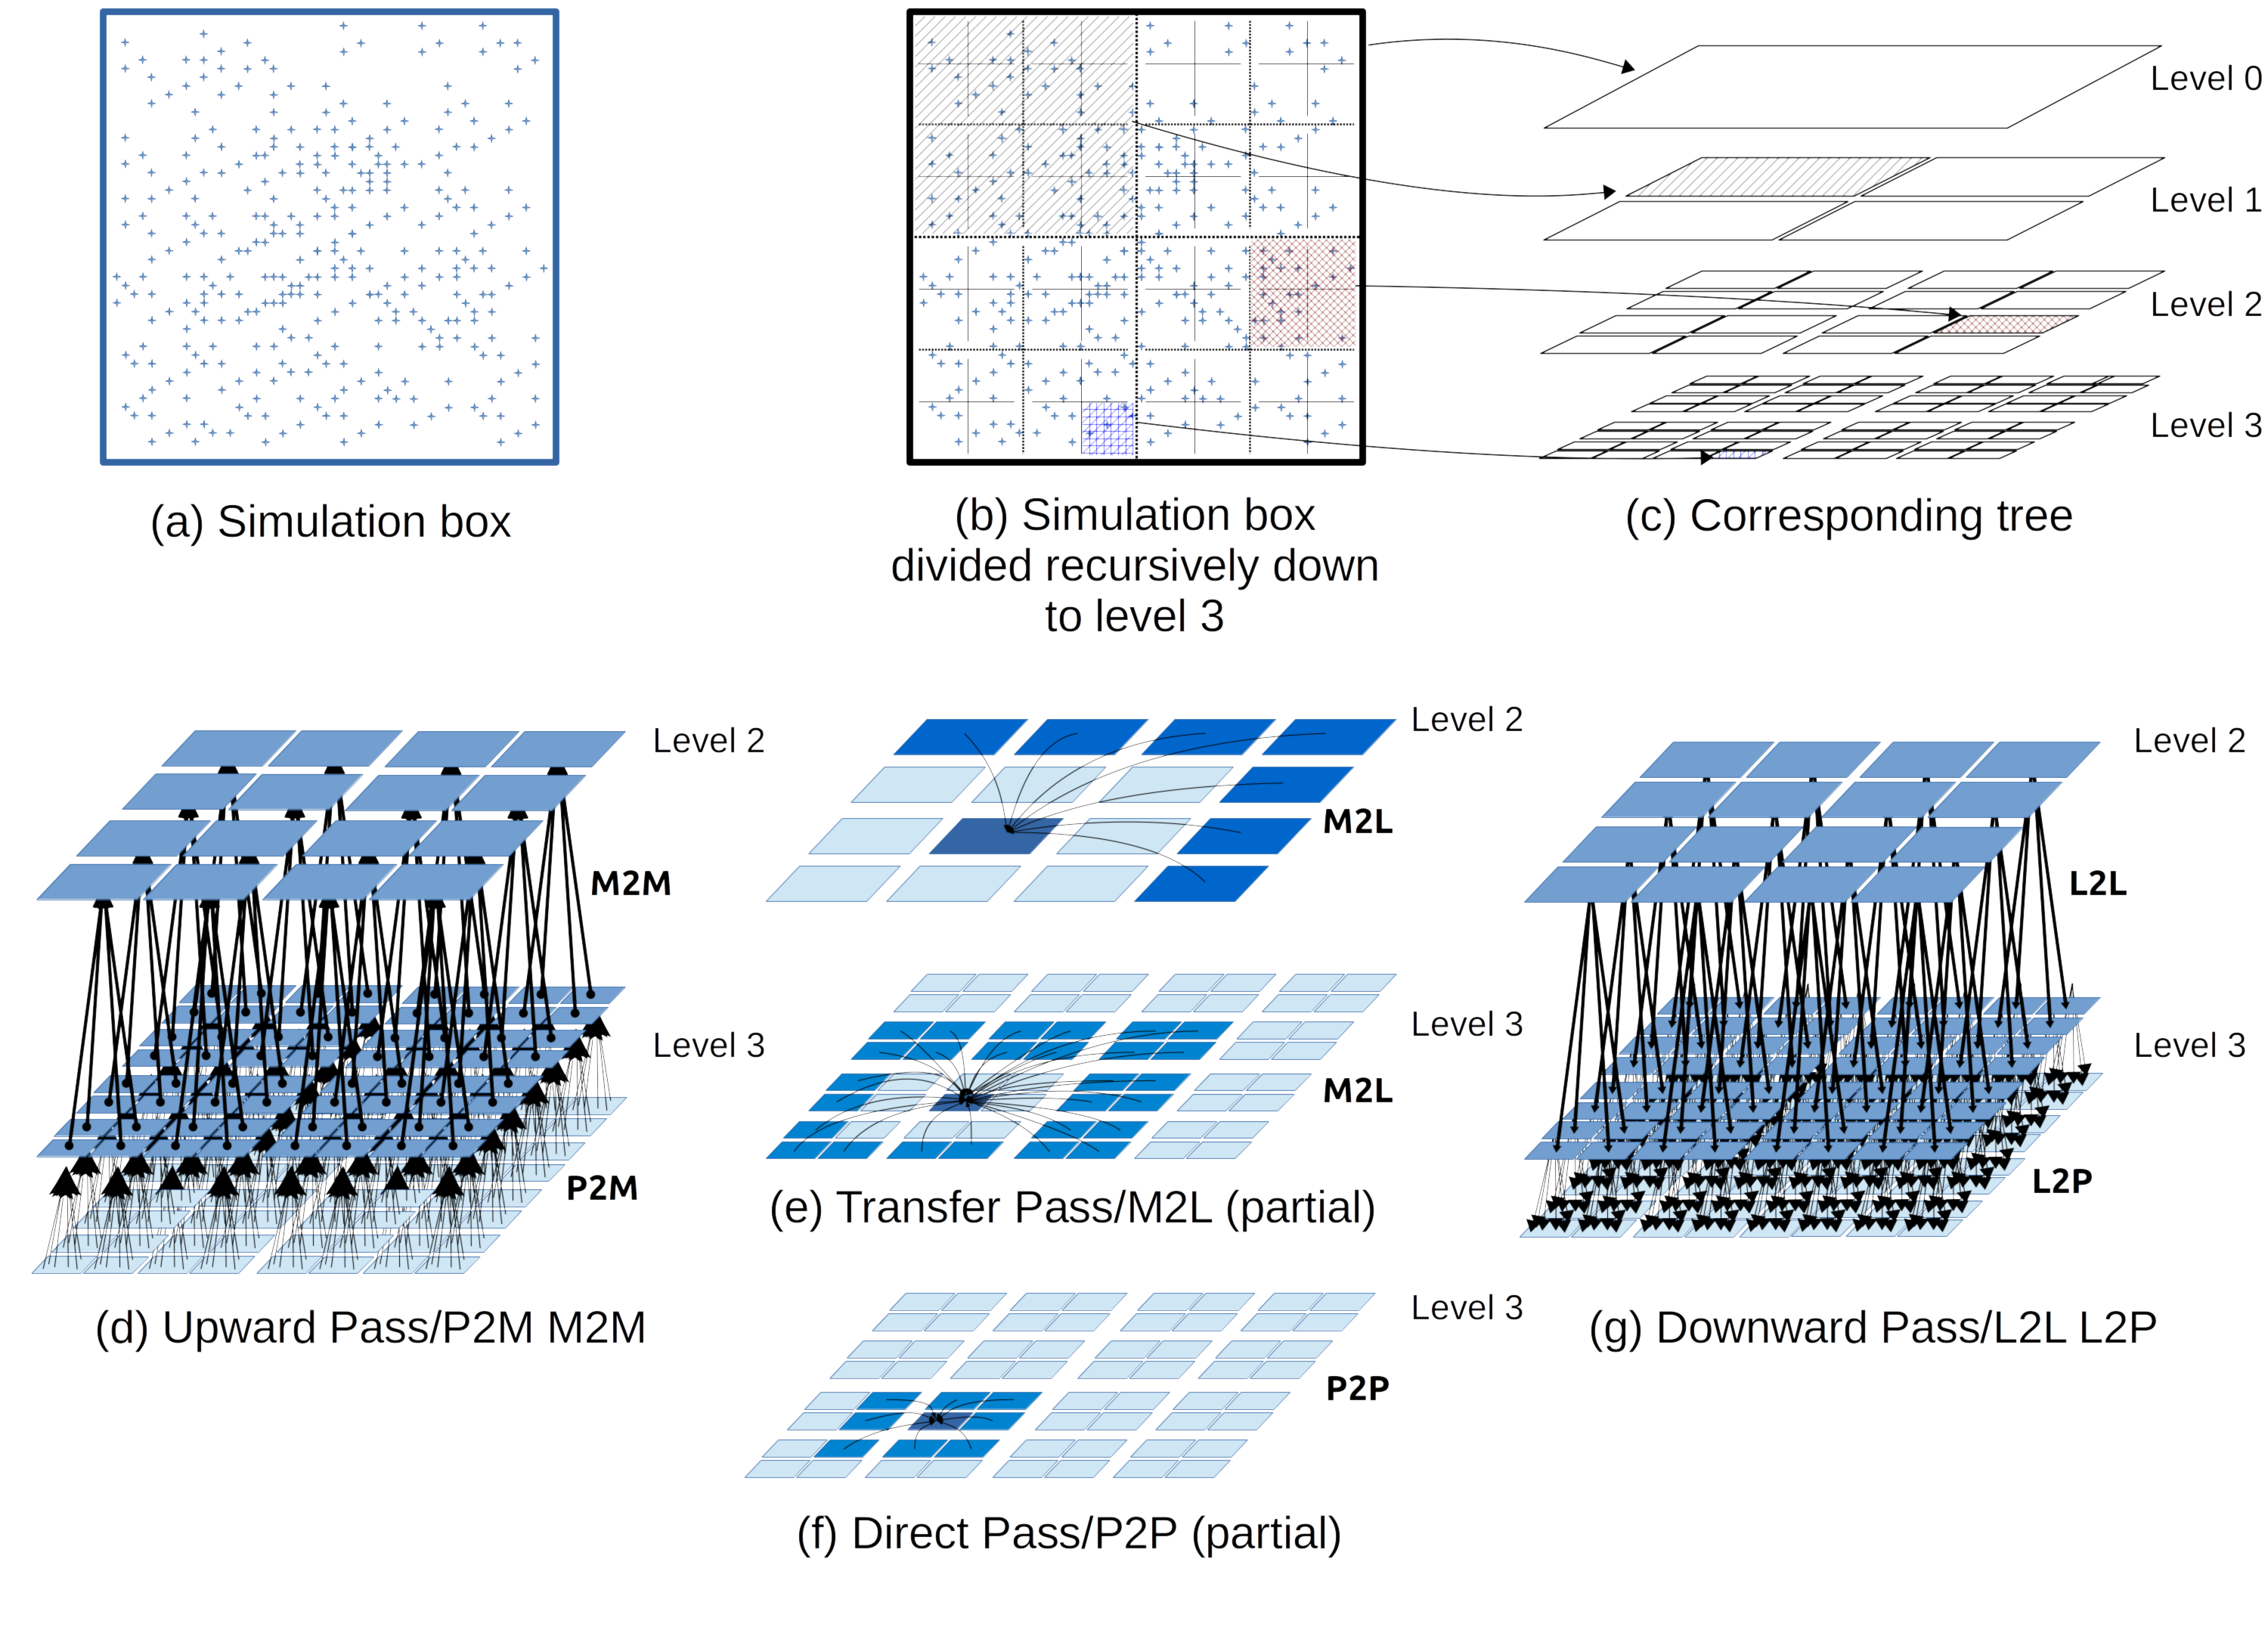 Level 0
Level 1
Level 2
Level 3
(a) Simulation box
(b) Simulation box
divided recursively down
to level 3
(c) Corresponding tree
Level 2
M2M
Level 3
P2M
(d) Upward Pass/P2M M2M
Level 2
M2L
Level 3
M2L
(e) Transfer Pass/M2L (partial)
Level 3
P2P
(f) Direct Pass/P2P (partial)
Level 2
L2L
Level 3
L2P
(g) Downward Pass/L2L L2P